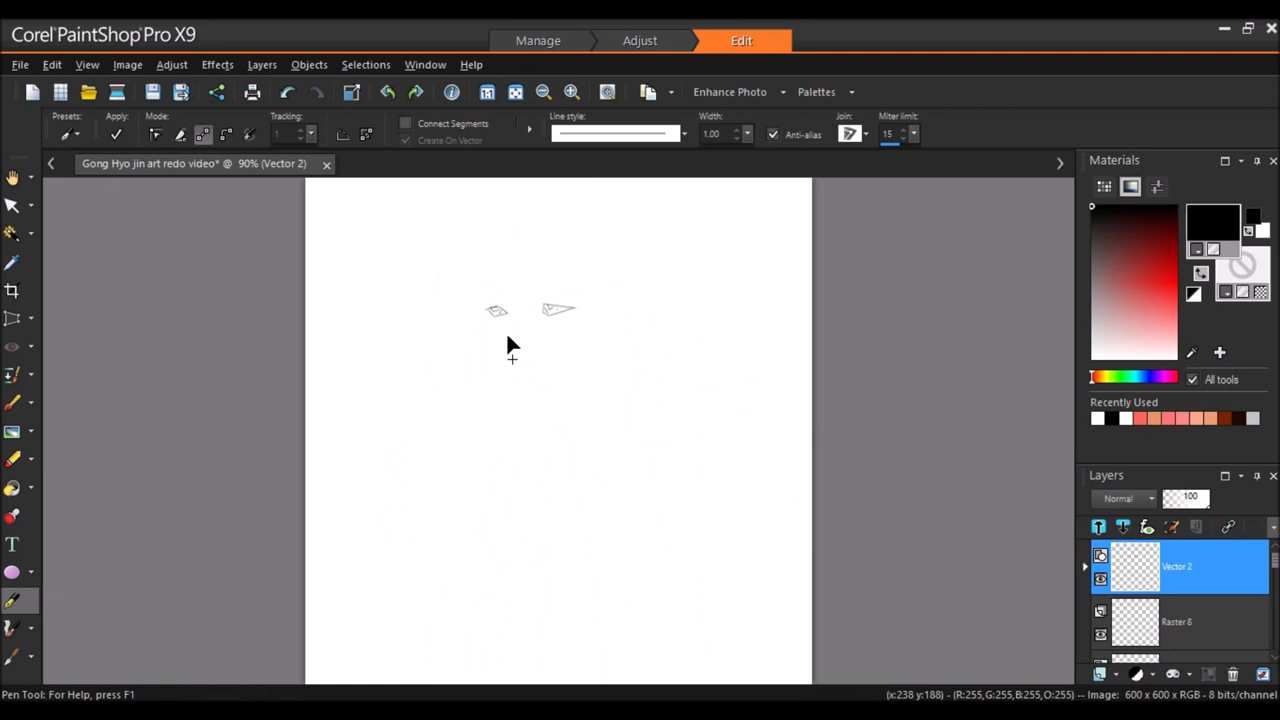 Corel PaintShop Pro X9
Manage Adjust Edit
File Edit View Image Adjust Effects Layers Objects Selections Window Help
Enhance Photo Palettes
Presets: Apply: Mode: Tracking: Connect Segments Line style: Width: Join: Miter limit:
1 1.00 Anti-alias 15
Create On Vector
Gong Hyo jin art redo video* @ 90% (Vector 2)
Materials
All tools
Recently Used
Layers
Normal 100
Vector 2
Raster 8
Pen Tool: For Help, press F1
(x:238 y:188) - (R:255,G:255,B:255,O:255) -- Image: 600 x 600 x RGB - 8 bits/channel